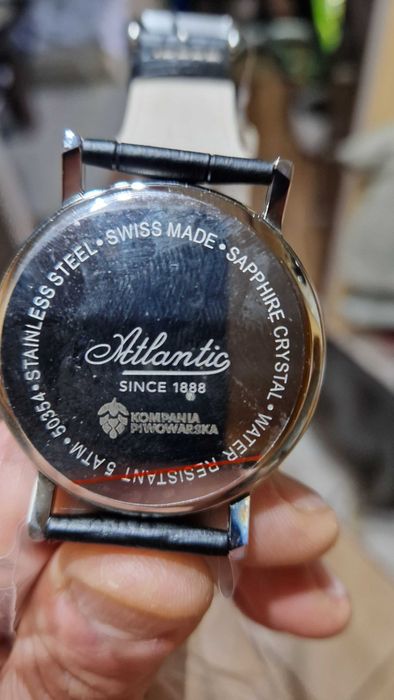 STAINLESS STEEL • SWISS MADE • SAPPHIRE CRYSTAL • WATER RESISTANT 5 ATM • 50354 •
Atlantic
SINCE 1888
KOMPANIA
PIWOWARSKA